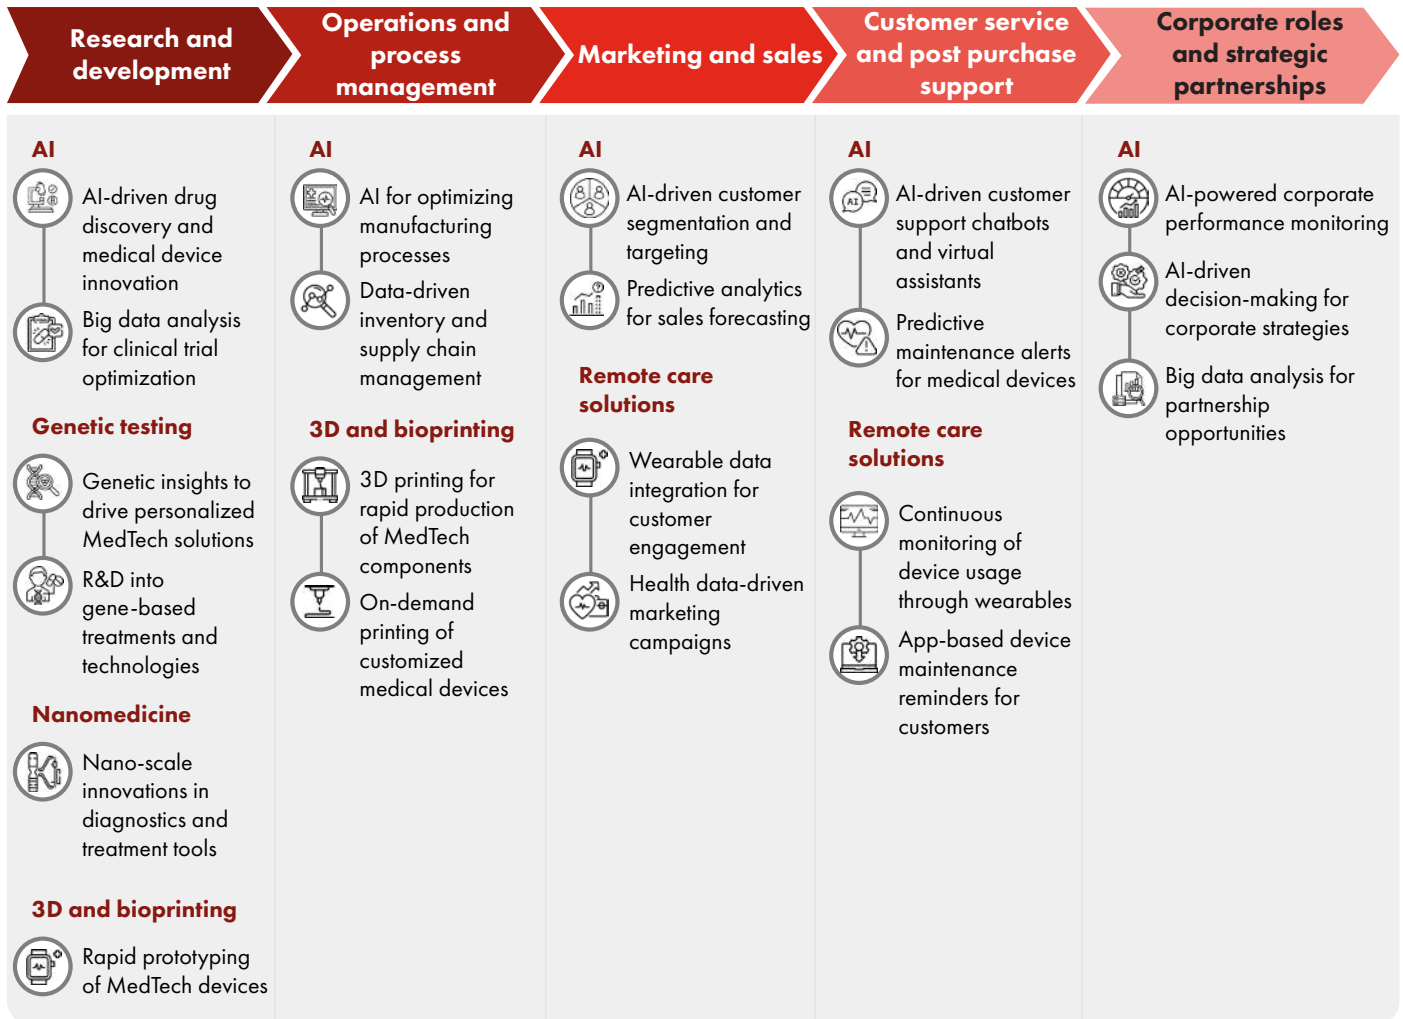 Research and
development
Operations and
process
management
Marketing and sales
Customer service
and post purchase
support
Corporate roles
and strategic
partnerships
AI
AI-driven drug
discovery and
medical device
innovation
Big data analysis
for clinical trial
optimization
Genetic testing
Genetic insights to
drive personalized
MedTech solutions
R&D into
gene-based
treatments and
technologies
Nanomedicine
Nano-scale
innovations in
diagnostics and
treatment tools
3D and bioprinting
Rapid prototyping
of MedTech devices
AI
AI for optimizing
manufacturing
processes
Data-driven
inventory and
supply chain
management
3D and bioprinting
3D printing for
rapid production
of MedTech
components
On-demand
printing of
customized
medical devices
AI
AI-driven customer
segmentation and
targeting
Predictive analytics
for sales forecasting
Remote care
solutions
Wearable data
integration for
customer
engagement
Health data-driven
marketing
campaigns
AI
AI
AI-driven customer
support chatbots
and virtual
assistants
Predictive
maintenance alerts
for medical devices
Remote care
solutions
Continuous
monitoring of
device usage
through wearables
App-based device
maintenance
reminders for
customers
AI
AI-powered corporate
performance monitoring
AI-driven
decision-making for
corporate strategies
Big data analysis for
partnership
opportunities